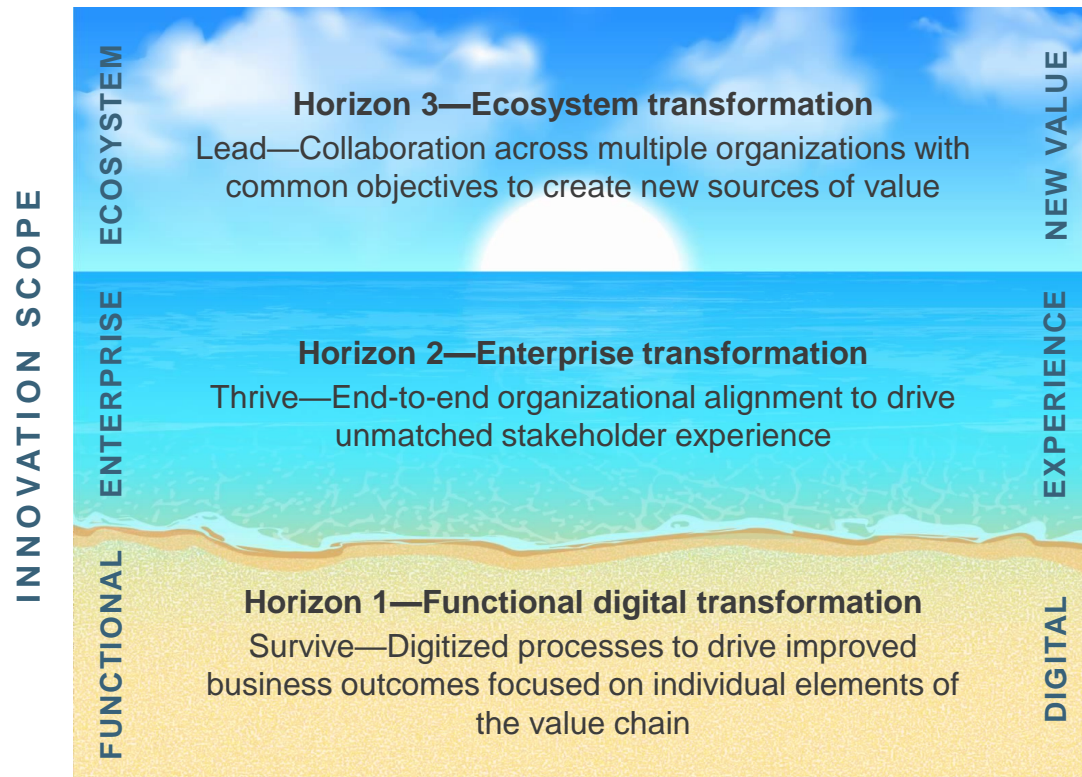 INNOVATION SCOPE
ECOSYSTEM
Horizon 3—Ecosystem transformation
Lead—Collaboration across multiple organizations with
common objectives to create new sources of value
NEW VALUE
ENTERPRISE
Horizon 2—Enterprise transformation
Thrive—End-to-end organizational alignment to drive
unmatched stakeholder experience
EXPERIENCE
FUNCTIONAL
Horizon 1—Functional digital transformation
Survive—Digitized processes to drive improved
business outcomes focused on individual elements of
the value chain
DIGITAL